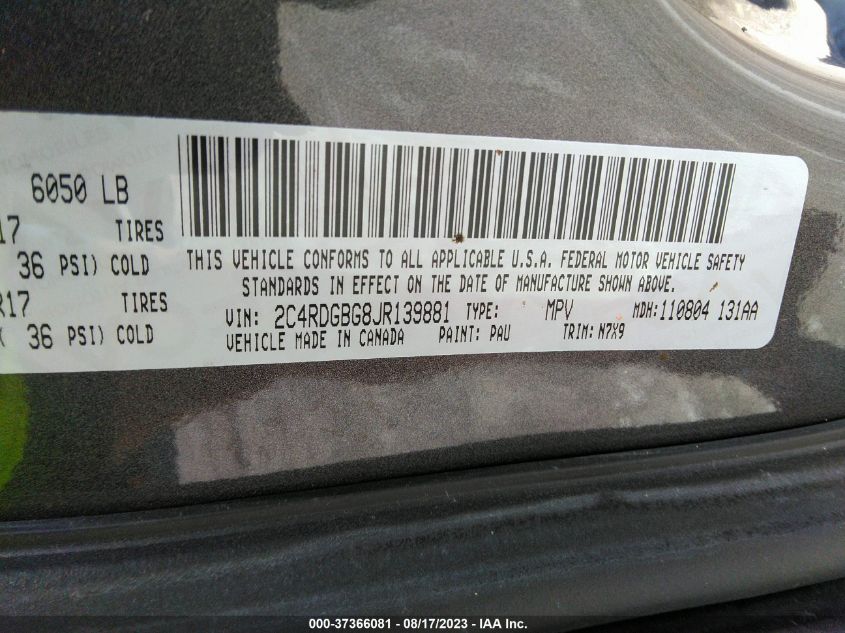 6050 LB
17 TIRES
36 PSI) COLD
R17 TIRES
( 36 PSI) COLD
THIS VEHICLE CONFORMS TO ALL APPLICABLE U.S.A. FEDERAL MOTOR VEHICLE SAFETY
STANDARDS IN EFFECT ON THE DATE OF MANUFACTURE SHOWN ABOVE.
VIN: 2C4RDGBG8JR139881 TYPE: MPV MDH:110804 131AA
VEHICLE MADE IN CANADA PAINT: PAU TRIM: N7X9
000-37366081 - 08/17/2023 - IAA Inc.